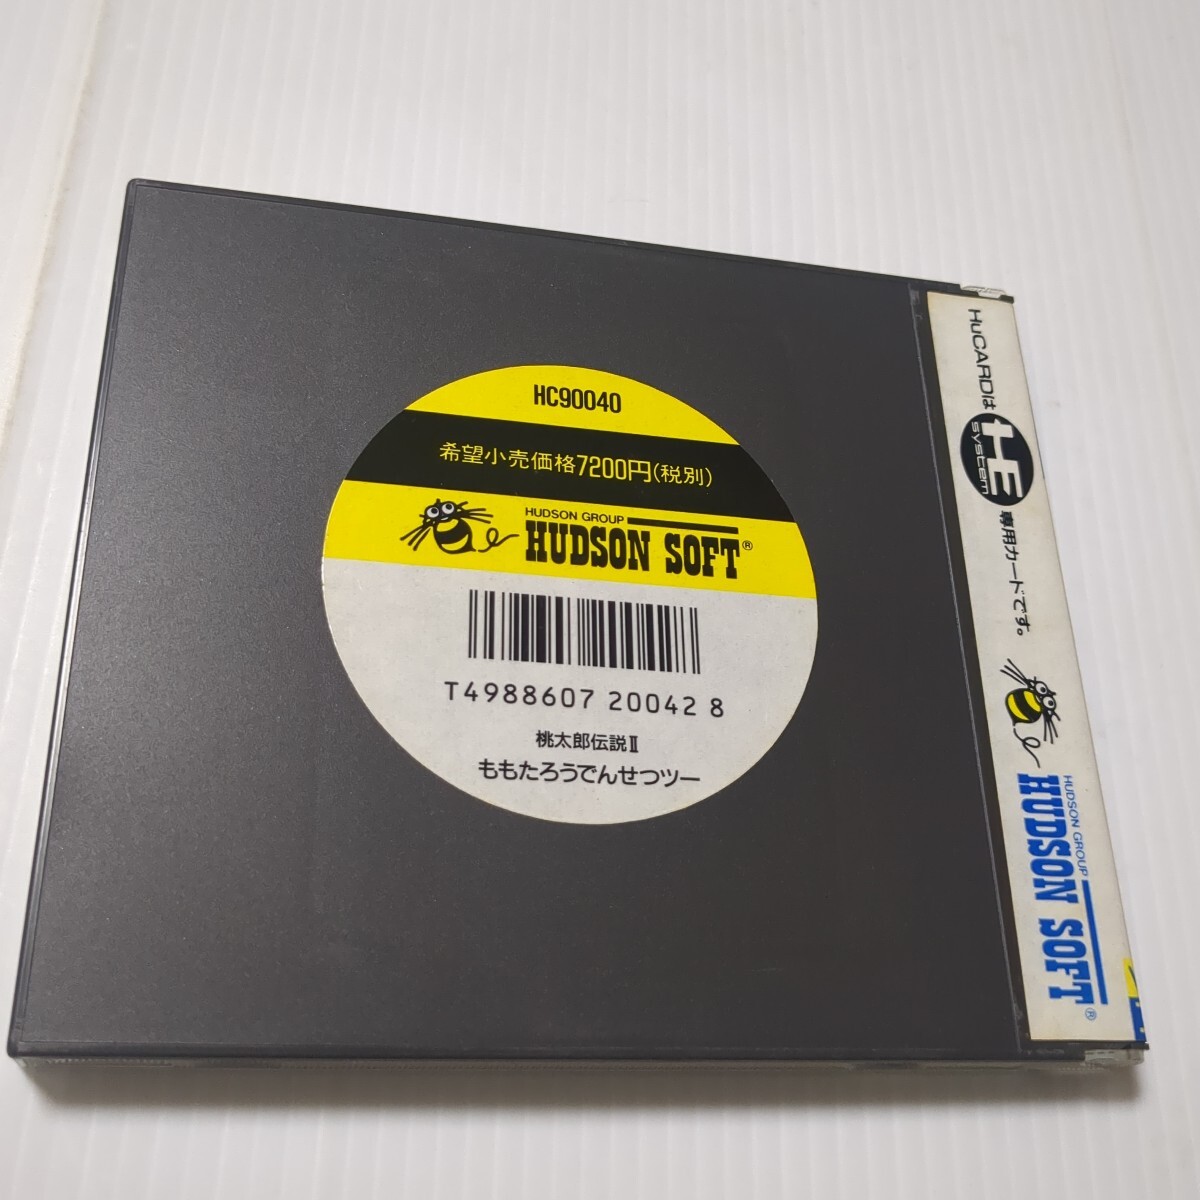 HC90040
希望小売価格7200円(税別)
HUDSON GROUP
HUDSON SOFT®
T4988607 20042 8
桃太郎伝説Ⅱ
ももたろうでんせつツー
HuCARDは HE system 専用カードです。
HUDSON GROUP
HUDSON SOFT®